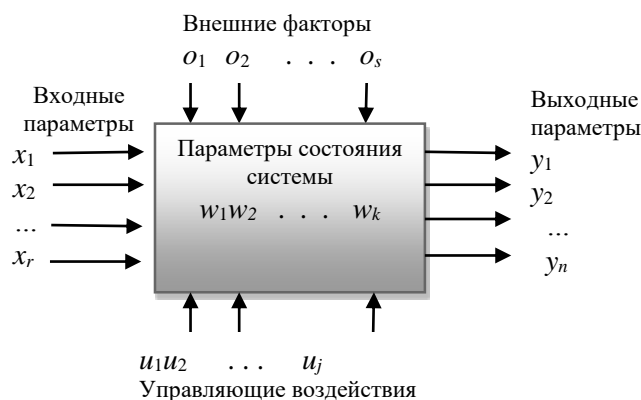 Внешние факторы
o1 o2 . . . os
Входные
параметры
x1
x2
...
xr
Параметры состояния
системы
w1w2 . . . wk
Выходные
параметры
y1
y2
...
yn
u1u2 . . . uj
Управляющие воздействия